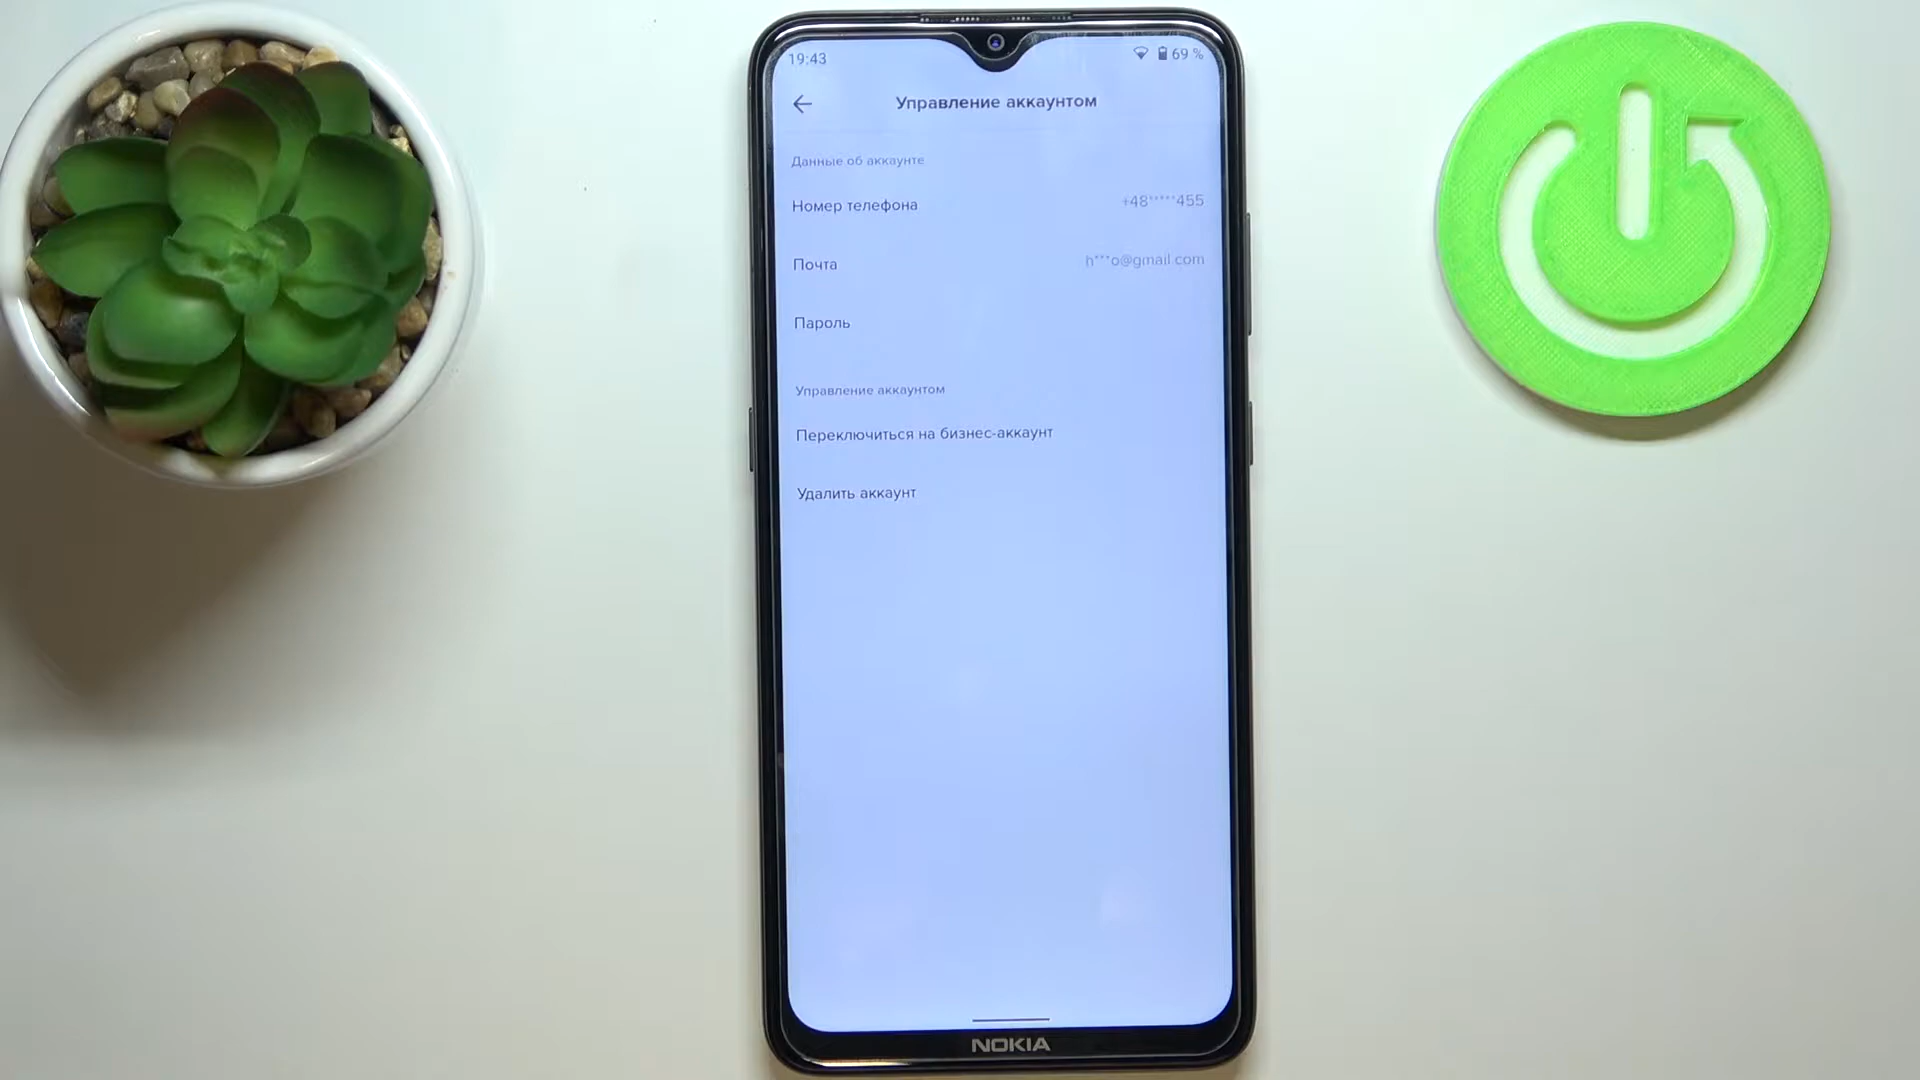 19:43
69 %
Управление аккаунтом
Данные об аккаунте
Номер телефона
+48*****455
Почта
h***o@gmail.com
Пароль
Управление аккаунтом
Переключиться на бизнес-аккаунт
Удалить аккаунт
NOKIA